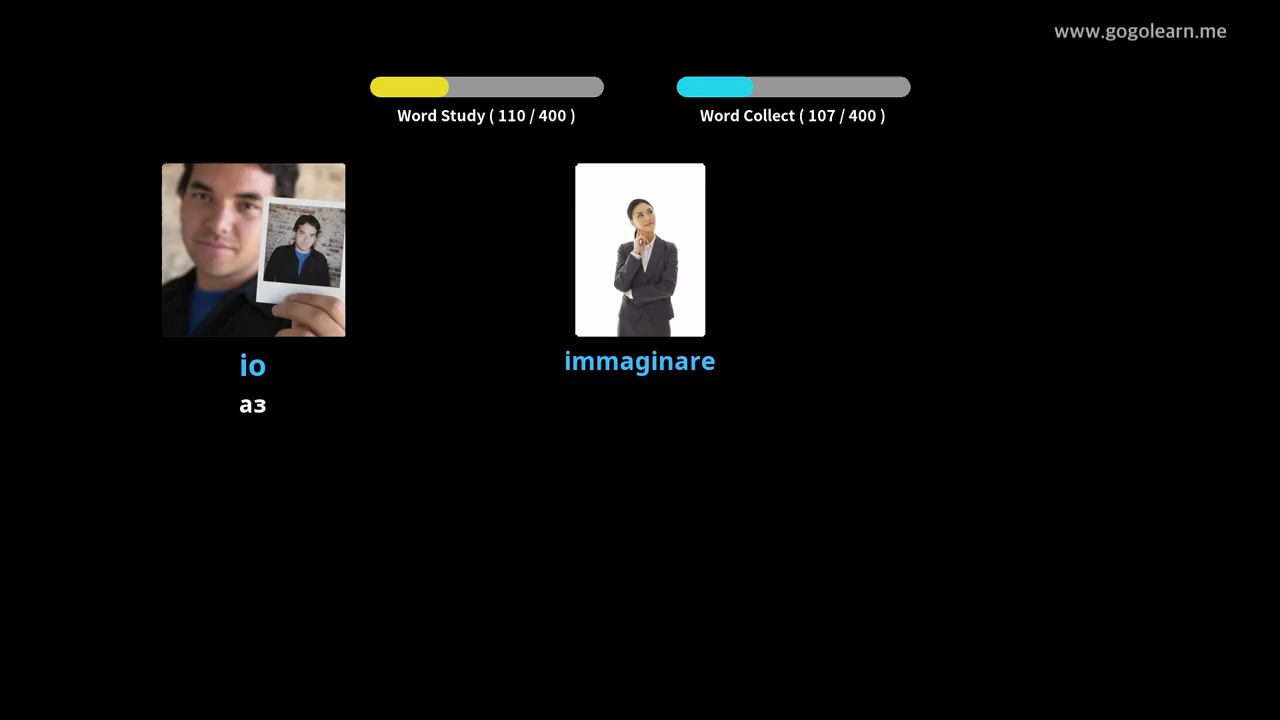 www.gogolearn.me
Word Study ( 110 / 400 )
Word Collect ( 107 / 400 )
io
аз
immaginare